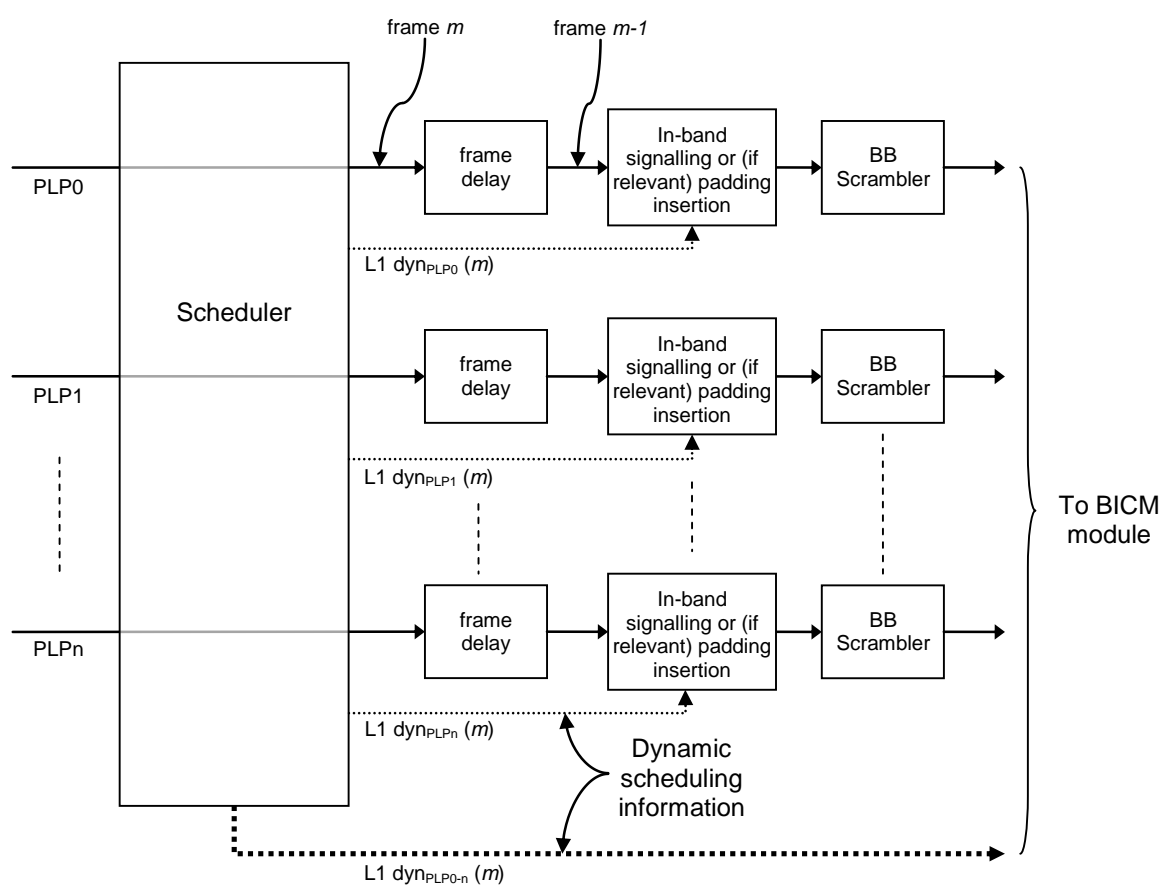 frame m
frame m-1
PLP0
frame
delay
In-band
signalling or (if
relevant) padding
insertion
BB
Scrambler
L1 dynPLP0 (m)
Scheduler
PLP1
frame
delay
In-band
signalling or (if
relevant) padding
insertion
BB
Scrambler
L1 dynPLP1 (m)
To BICM
module
PLPn
frame
delay
In-band
signalling or (if
relevant) padding
insertion
BB
Scrambler
L1 dynPLPn (m)
Dynamic
scheduling
information
L1 dynPLP0-n (m)